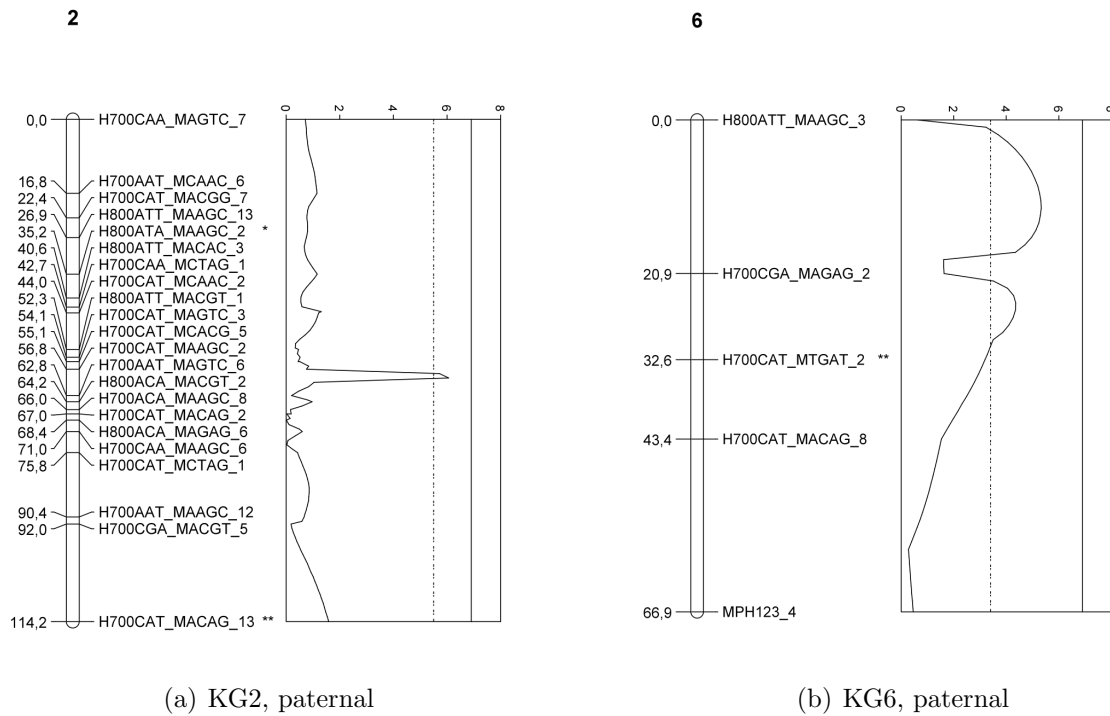 2
0 2 4 6 8
0,0 H700CAA_MAGTC_7
16,8 H700AAT_MCAAC_6
22,4 H700CAT_MACGG_7
26,9 H800ATT_MAAGC_13
35,2 H800ATA_MAAGC_2 *
40,6 H800ATT_MACAC_3
42,7 H700CAA_MCTAG_1
44,0 H700CAT_MCAAC_2
52,3 H800ATT_MACGT_1
54,1 H700CAT_MAGTC_3
55,1 H700CAT_MCACG_5
56,8 H700CAT_MAAGC_2
62,8 H700AAT_MAGTC_6
64,2 H800ACA_MACGT_2
66,0 H700ACA_MAAGC_8
67,0 H700CAT_MACAG_2
68,4 H800ACA_MAGAG_6
71,0 H700CAA_MAAGC_6
75,8 H700CAT_MCTAG_1
90,4 H700AAT_MAAGC_12
92,0 H700CGA_MACGT_5
114,2 H700CAT_MACAG_13 **
(a) KG2, paternal
6
0 2 4 6 8
0,0 H800ATT_MAAGC_3
20,9 H700CGA_MAGAG_2
32,6 H700CAT_MTGAT_2 **
43,4 H700CAT_MACAG_8
66,9 MPH123_4
(b) KG6, paternal